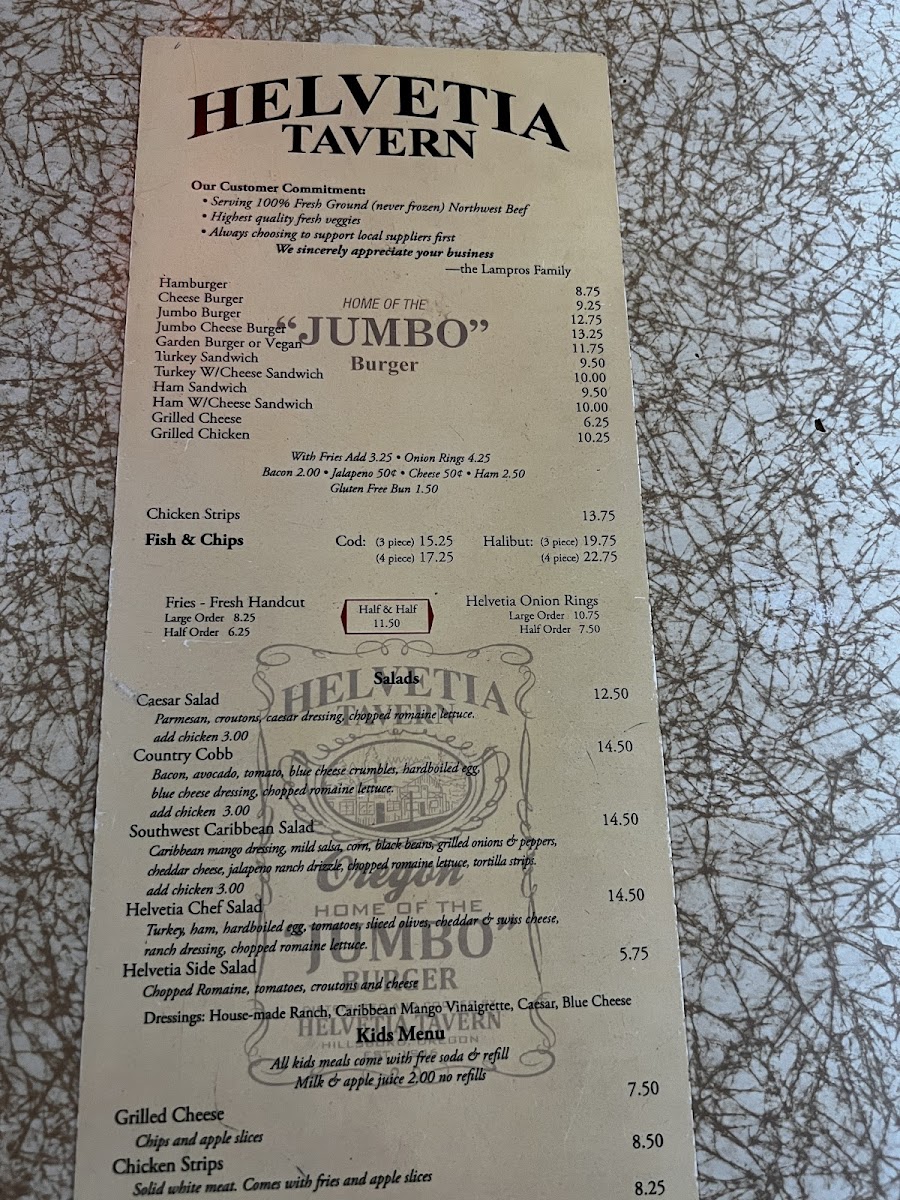 HELVETIA
TAVERN
Our Customer Commitment:
• Serving 100% Fresh Ground (never frozen) Northwest Beef
• Highest quality fresh veggies
• Always choosing to support local suppliers first
We sincerely appreciate your business
—the Lampros Family
Hamburger 8.75
Cheese Burger 9.25
Jumbo Burger 12.75
Jumbo Cheese Burger 13.25
Garden Burger or Vegan 11.75
Turkey Sandwich 9.50
Turkey W/Cheese Sandwich 10.00
Ham Sandwich 9.50
Ham W/Cheese Sandwich 10.00
Grilled Cheese 6.25
Grilled Chicken 10.25
HOME OF THE
“JUMBO”
Burger
With Fries Add 3.25 • Onion Rings 4.25
Bacon 2.00 • Jalapeno 50¢ • Cheese 50¢ • Ham 2.50
Gluten Free Bun 1.50
Chicken Strips 13.75
Fish & Chips Cod: (3 piece) 15.25 Halibut: (3 piece) 19.75
(4 piece) 17.25 (4 piece) 22.75
Fries - Fresh Handcut Half & Half Helvetia Onion Rings
Large Order 8.25 11.50 Large Order 10.75
Half Order 6.25 Half Order 7.50
Salads
Caesar Salad 12.50
Parmesan, croutons, caesar dressing, chopped romaine lettuce.
add chicken 3.00
Country Cobb 14.50
Bacon, avocado, tomato, blue cheese crumbles, hardboiled egg,
blue cheese dressing, chopped romaine lettuce.
add chicken 3.00
Southwest Caribbean Salad 14.50
Caribbean mango dressing, mild salsa, corn, black beans, grilled onions & peppers,
cheddar cheese, jalapeno ranch drizzle, chopped romaine lettuce, tortilla strips.
add chicken 3.00
Helvetia Chef Salad 14.50
Turkey, ham, hardboiled egg, tomatoes, sliced olives, cheddar & swiss cheese,
ranch dressing, chopped romaine lettuce.
Helvetia Side Salad 5.75
Chopped Romaine, tomatoes, croutons and cheese
Dressings: House-made Ranch, Caribbean Mango Vinaigrette, Caesar, Blue Cheese
Kids Menu
All kids meals come with free soda & refill
Milk & apple juice 2.00 no refills
Grilled Cheese 7.50
Chips and apple slices
Chicken Strips 8.50
Solid white meat. Comes with fries and apple slices
8.25
HELVETIA
TAVERN
Oregon
HOME OF THE
"JUMBO"
BURGER
HELVETIA TAVERN
HILLSBORO, OREGON